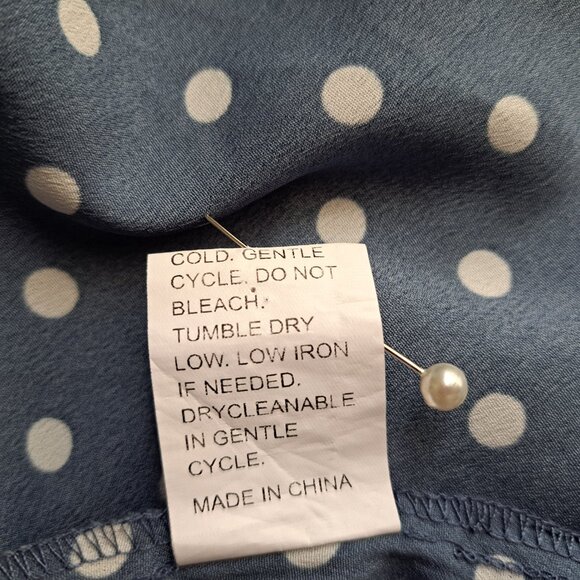 COLD. GENTLE
CYCLE. DO NOT
BLEACH.
TUMBLE DRY
LOW. LOW IRON
IF NEEDED.
DRYCLEANABLE
IN GENTLE
CYCLE.
MADE IN CHINA